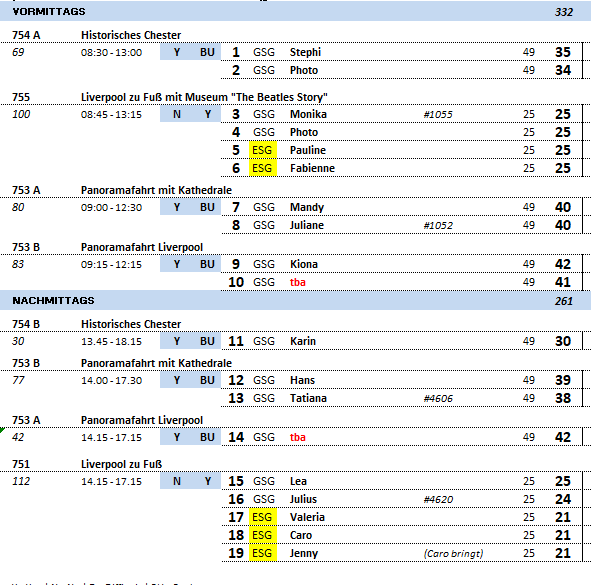 VORMITTAGS 332
754 A Historisches Chester
69 08:30 - 13:00 Y BU 1 GSG Stephi 49 35
2 GSG Photo 49 34
755 Liverpool zu Fuß mit Museum "The Beatles Story"
100 08:45 - 13:15 N Y 3 GSG Monika #1055 25 25
4 GSG Photo 25 25
5 ESG Pauline 25 25
6 ESG Fabienne 25 25
753 A Panoramafahrt mit Kathedrale
80 09:00 - 12:30 Y BU 7 GSG Mandy 49 40
8 GSG Juliane #1052 49 40
753 B Panoramafahrt Liverpool
83 09:15 - 12:15 Y BU 9 GSG Kiona 49 42
10 GSG tba 49 41
NACHMITTAGS 261
754 B Historisches Chester
30 13.45 - 18.15 Y BU 11 GSG Karin 49 30
753 B Panoramafahrt mit Kathedrale
77 14.00 - 17.30 Y BU 12 GSG Hans 49 39
13 GSG Tatiana #4606 49 38
753 A Panoramafahrt Liverpool
42 14.15 - 17.15 Y BU 14 GSG tba 49 42
751 Liverpool zu Fuß
112 14.15 - 17.15 N Y 15 GSG Lea 25 25
16 GSG Julius #4620 25 24
17 ESG Valeria 25 21
18 ESG Caro 25 21
19 ESG Jenny (Caro bringt) 25 21